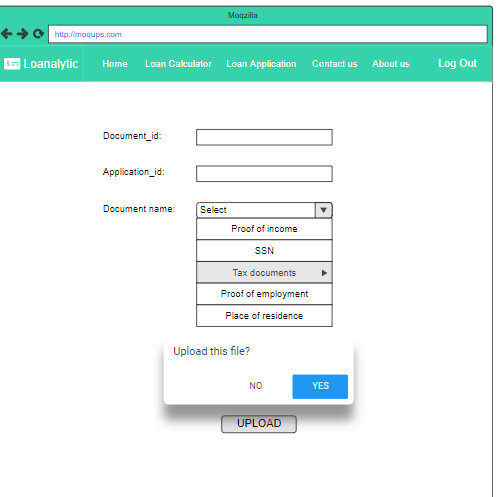 Moqzilla
http://moqups.com
Loanalytic Home Loan Calculator Loan Application Contact us About us Log Out
Document_id:
Application_id:
Document name: Select
Proof of income
SSN
Tax documents
Proof of employment
Place of residence
Upload this file?
NO YES
UPLOAD